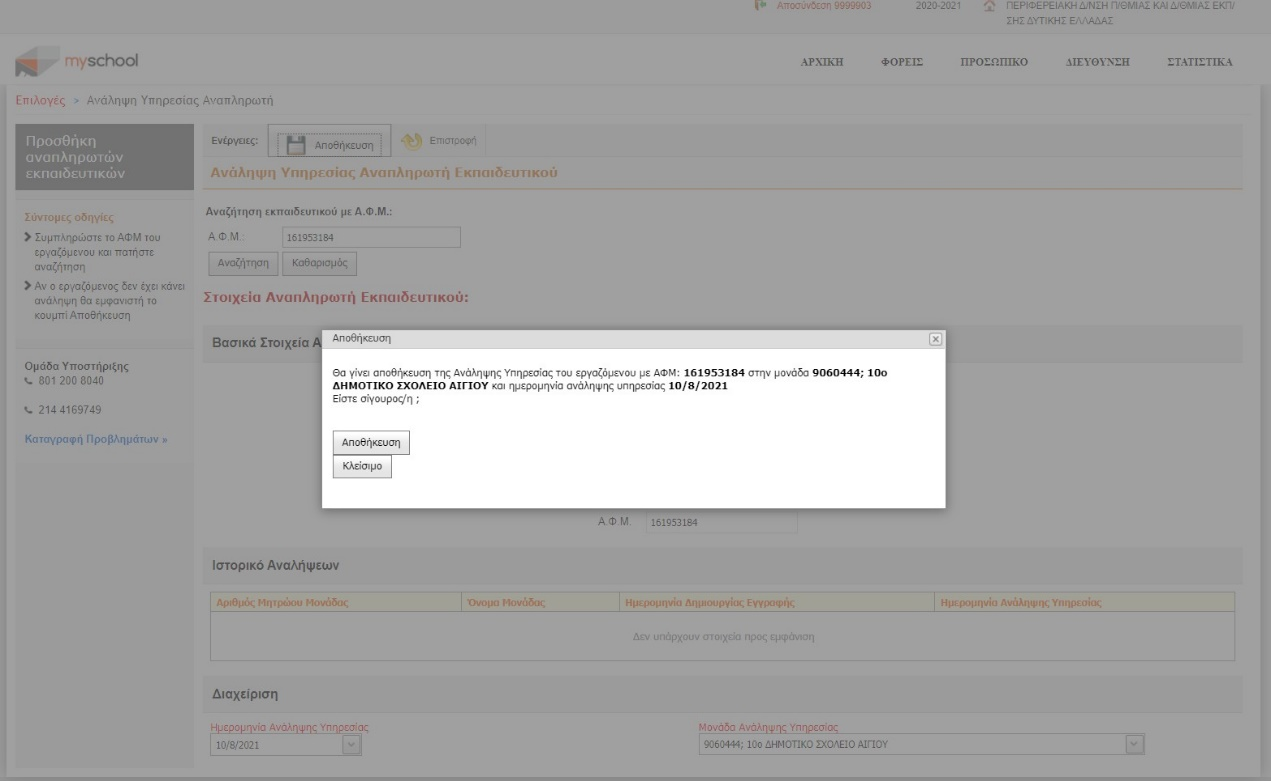 Αποσύνδεση 9999903
2020-2021
ΠΕΡΙΦΕΡΕΙΑΚΗ Δ/ΝΣΗ Π/ΘΜΙΑΣ ΚΑΙ Δ/ΘΜΙΑΣ ΕΚΠ/
ΣΗΣ ΔΥΤΙΚΗΣ ΕΛΛΑΔΑΣ
myschool
ΑΡΧΙΚΗ ΦΟΡΕΙΣ ΠΡΟΣΩΠΙΚΟ ΔΙΕΥΘΥΝΣΗ ΣΤΑΤΙΣΤΙΚΑ
Επιλογές > Ανάληψη Υπηρεσίας Αναπληρωτή
Προσθήκη
αναπληρωτών
εκπαιδευτικών
Σύντομες οδηγίες
Συμπληρώστε το ΑΦΜ του
εργαζόμενου και πατήστε
αναζήτηση
Αν ο εργαζόμενος δεν έχει κάνει
ανάληψη θα εμφανιστή το
κουμπί Αποθήκευση
Ομάδα Υποστήριξης
801 200 8040
214 4169749
Καταγραφή Προβλημάτων »
Ενέργειες: Αποθήκευση Επιστροφή
Ανάληψη Υπηρεσίας Αναπληρωτή Εκπαιδευτικού
Αναζήτηση εκπαιδευτικού με Α.Φ.Μ.:
Α.Φ.Μ.: 161953184
Αναζήτηση Καθαρισμός
Στοιχεία Αναπληρωτή Εκπαιδευτικού:
Βασικά Στοιχεία Α
Αποθήκευση
Θα γίνει αποθήκευση της Ανάληψης Υπηρεσίας του εργαζόμενου με ΑΦΜ: 161953184 στην μονάδα 9060444; 10ο
ΔΗΜΟΤΙΚΟ ΣΧΟΛΕΙΟ ΑΙΓΙΟΥ και ημερομηνία ανάληψης υπηρεσίας 10/8/2021
Είστε σίγουρος/η ;
Αποθήκευση
Κλείσιμο
Α.Φ.Μ. 161953184
Ιστορικό Αναλήψεων
Αριθμός Μητρώου Μονάδας Όνομα Μονάδας Ημερομηνία Δημιουργίας Εγγραφής Ημερομηνία Ανάληψης Υπηρεσίας
Δεν υπάρχουν στοιχεία προς εμφάνιση
Διαχείριση
Ημερομηνία Ανάληψης Υπηρεσίας Μονάδα Ανάληψης Υπηρεσίας
10/8/2021 9060444; 10ο ΔΗΜΟΤΙΚΟ ΣΧΟΛΕΙΟ ΑΙΓΙΟΥ